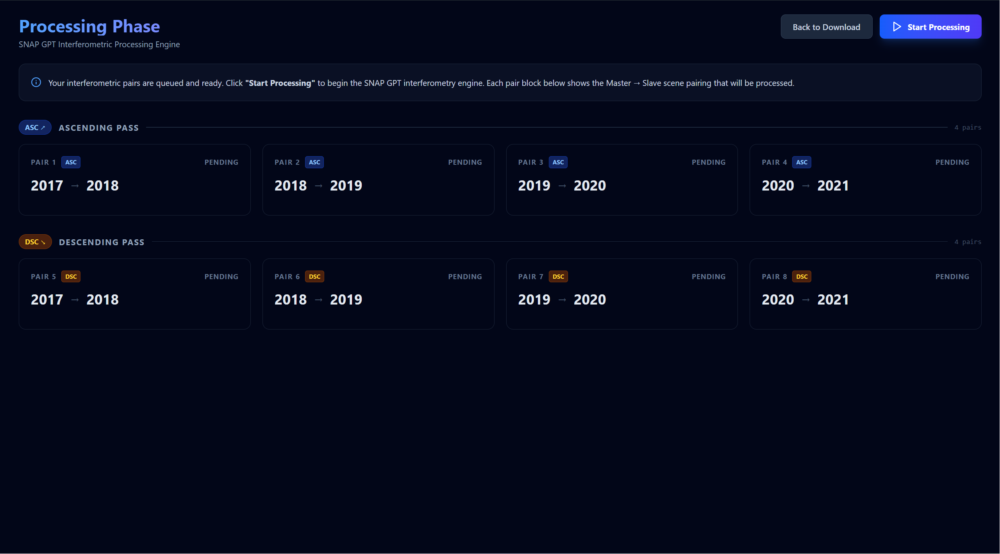 Processing Phase
SNAP GPT Interferometric Processing Engine
Back to Download
Start Processing
Your interferometric pairs are queued and ready. Click "Start Processing" to begin the SNAP GPT interferometry engine. Each pair block below shows the Master → Slave scene pairing that will be processed.
ASC ↗ ASCENDING PASS 4 pairs
PAIR 1 ASC PENDING
2017 → 2018
PAIR 2 ASC PENDING
2018 → 2019
PAIR 3 ASC PENDING
2019 → 2020
PAIR 4 ASC PENDING
2020 → 2021
DSC ↘ DESCENDING PASS 4 pairs
PAIR 5 DSC PENDING
2017 → 2018
PAIR 6 DSC PENDING
2018 → 2019
PAIR 7 DSC PENDING
2019 → 2020
PAIR 8 DSC PENDING
2020 → 2021